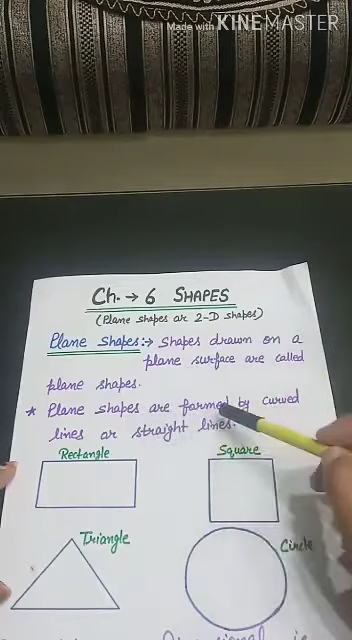 Made with KINEMASTER
Ch. → 6 SHAPES
(Plane shapes or 2-D shapes)
Plane Shapes :→ Shapes drawn on a
plane surface are called
plane shapes.
* Plane shapes are formed by curved
lines or straight lines.
Rectangle Square
Triangle Circle